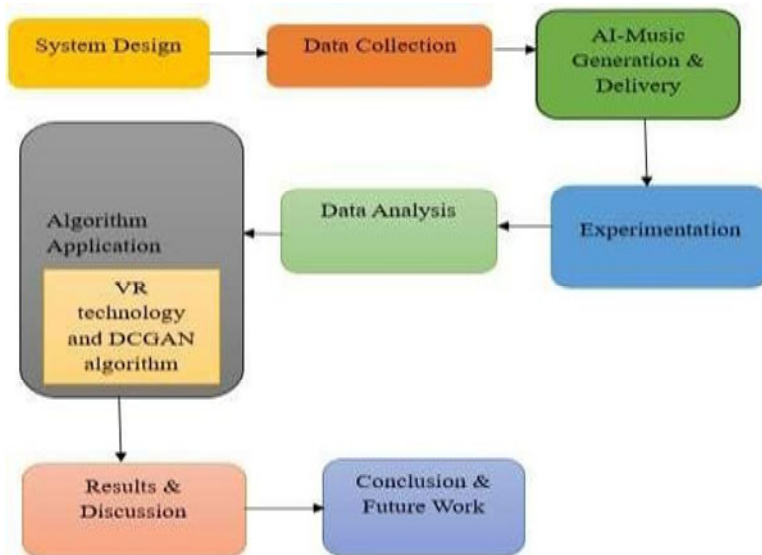 System Design
Data Collection
AI-Music
Generation &
Delivery
Experimentation
Data Analysis
Algorithm
Application
VR
technology
and DCGAN
algorithm
Results &
Discussion
Conclusion &
Future Work